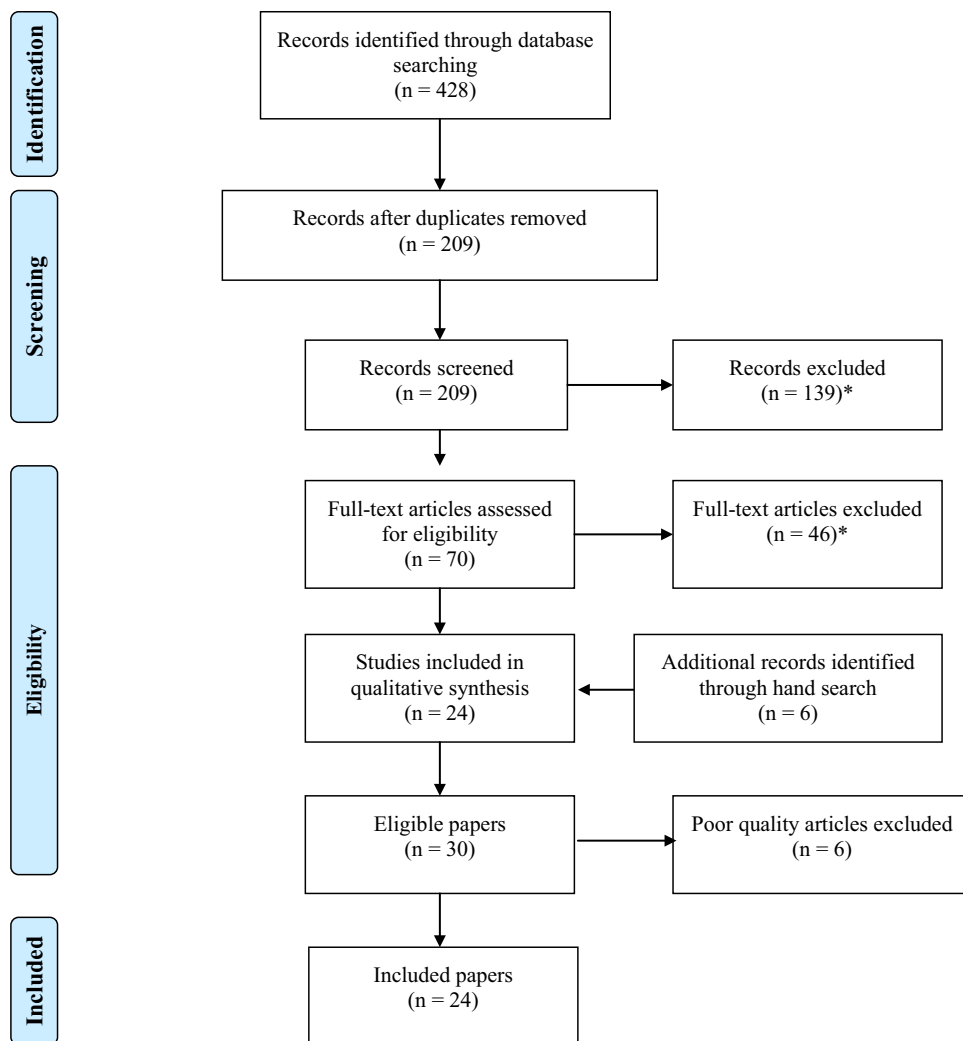 Identification
Records identified through database
searching
(n = 428)
Screening
Records after duplicates removed
(n = 209)
Records screened
(n = 209)
Records excluded
(n = 139)*
Eligibility
Full-text articles assessed
for eligibility
(n = 70)
Full-text articles excluded
(n = 46)*
Studies included in
qualitative synthesis
(n = 24)
Additional records identified
through hand search
(n = 6)
Eligible papers
(n = 30)
Poor quality articles excluded
(n = 6)
Included
Included papers
(n = 24)